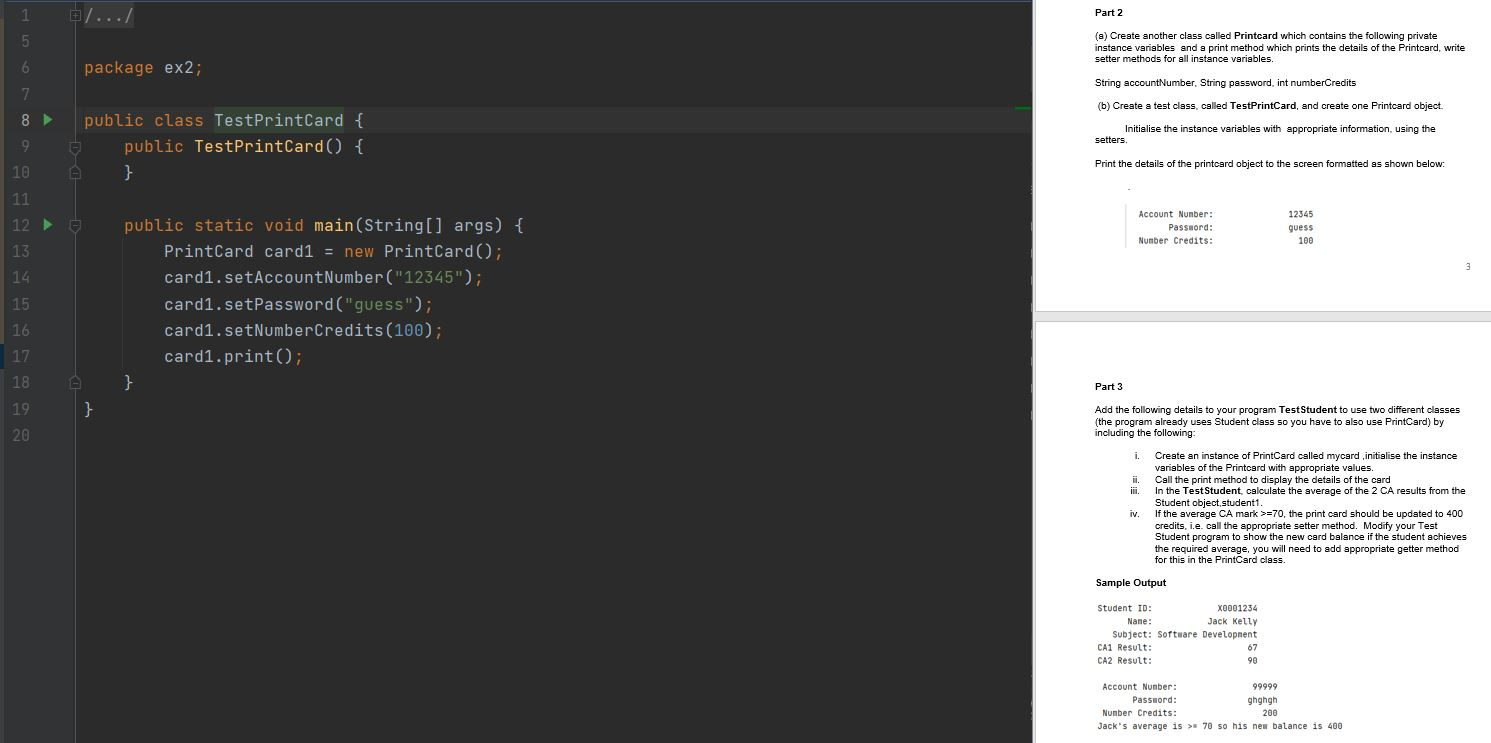 1 /.../
5
6 package ex2;
7
8 public class TestPrintCard {
9 public TestPrintCard() {
10 }
11
12 public static void main(String[] args) {
13 PrintCard card1 = new PrintCard();
14 card1.setAccountNumber("12345");
15 card1.setPassword("guess");
16 card1.setNumberCredits(100);
17 card1.print();
18 }
19 }
20
Part 2
(a) Create another class called Printcard which contains the following private
instance variables and a print method which prints the details of the Printcard, write
setter methods for all instance variables.
String accountNumber, String password, int numberCredits
(b) Create a test class, called TestPrintCard, and create one Printcard object.
Initialise the instance variables with appropriate information, using the
setters.
Print the details of the printcard object to the screen formatted as shown below:
Account Number: 12345
Password: guess
Number Credits: 100
3
Part 3
Add the following details to your program TestStudent to use two different classes
(the program already uses Student class so you have to also use PrintCard) by
including the following:
i. Create an instance of PrintCard called mycard ,initialise the instance
variables of the Printcard with appropriate values.
ii. Call the print method to display the details of the card
iii. In the TestStudent, calculate the average of the 2 CA results from the
Student object,student1.
iv. If the average CA mark >=70, the print card should be updated to 400
credits, i.e. call the appropriate setter method. Modify your Test
Student program to show the new card balance if the student achieves
the required average, you will need to add appropriate getter method
for this in the PrintCard class.
Sample Output
Student ID: X0001234
Name: Jack Kelly
Subject: Software Development
CA1 Result: 67
CA2 Result: 90
Account Number: 99999
Password: ghghgh
Number Credits: 200
Jack's average is >= 70 so his new balance is 400